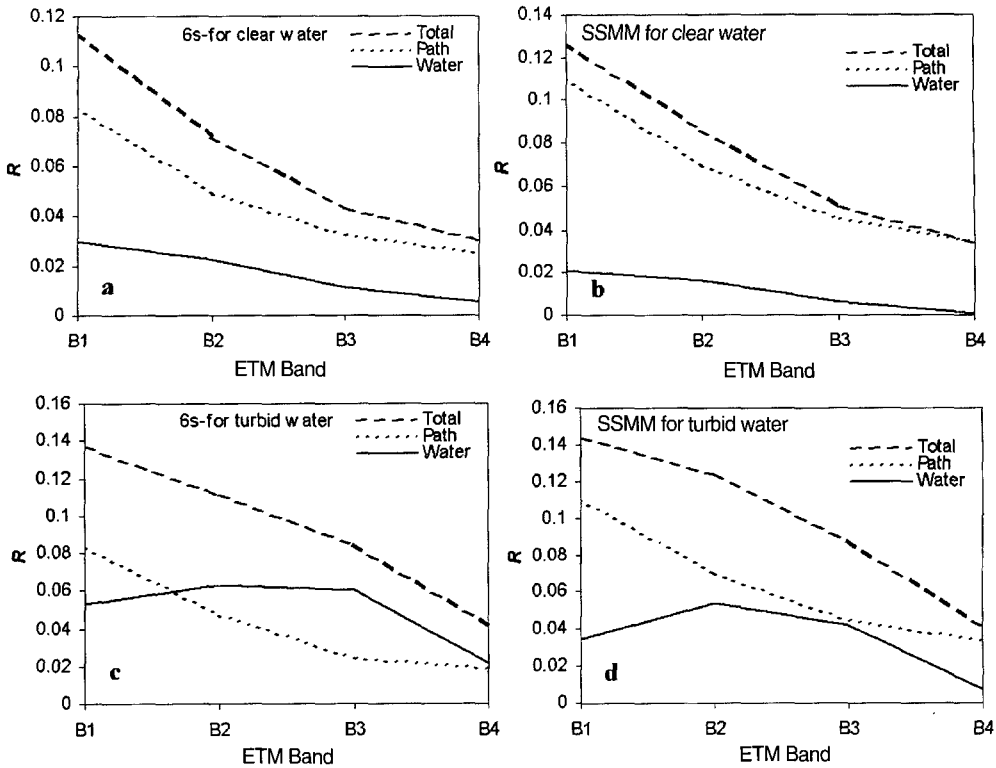 6s-for clear water
Total
Path
Water
0.12
0.1
0.08
0.06
0.04
0.02
0
R
a
B1 B2 B3 B4
ETM Band
SSMM for clear water
Total
Path
Water
0.14
0.12
0.1
0.08
0.06
0.04
0.02
0
R
b
B1 B2 B3 B4
ETM Band
6s-for turbid water
Total
Path
Water
0.16
0.14
0.12
0.1
0.08
0.06
0.04
0.02
0
R
c
B1 B2 B3 B4
ETM Band
SSMM for turbid water
Total
Path
Water
0.16
0.14
0.12
0.1
0.08
0.06
0.04
0.02
0
R
d
B1 B2 B3 B4
ETM Band